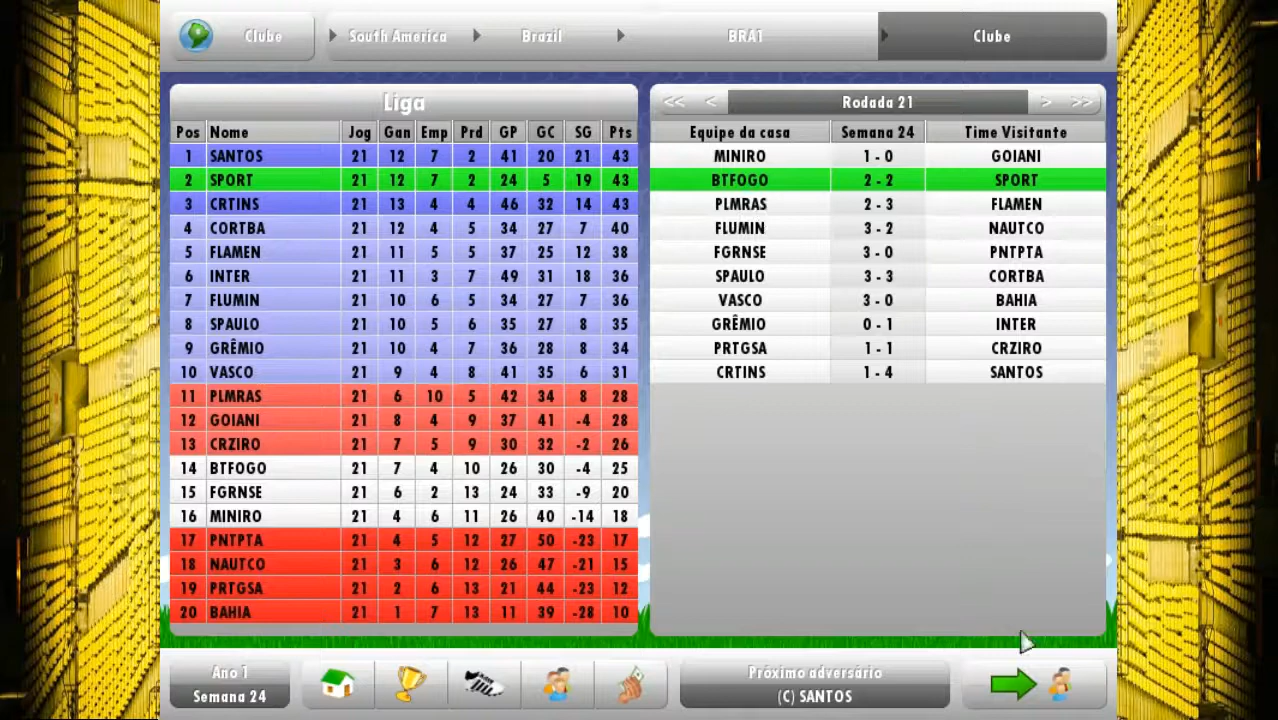 Clube South America Brazil BRA1 Clube
Liga
Pos Nome Jog Gan Emp Prd GP GC SG Pts
1 SANTOS 21 12 7 2 41 20 21 43
2 SPORT 21 12 7 2 24 5 19 43
3 CRTINS 21 13 4 4 46 32 14 43
4 CORTBA 21 12 4 5 34 27 7 40
5 FLAMEN 21 11 5 5 37 25 12 38
6 INTER 21 11 3 7 49 31 18 36
7 FLUMIN 21 10 6 5 34 27 7 36
8 SPAULO 21 10 5 6 35 27 8 35
9 GRÊMIO 21 10 4 7 36 28 8 34
10 VASCO 21 9 4 8 41 35 6 31
11 PLMRAS 21 6 10 5 42 34 8 28
12 GOIANI 21 8 4 9 37 41 -4 28
13 CRZIRO 21 7 5 9 30 32 -2 26
14 BTFOGO 21 7 4 10 26 30 -4 25
15 FGRNSE 21 6 2 13 24 33 -9 20
16 MINIRO 21 4 6 11 26 40 -14 18
17 PNTPTA 21 4 5 12 27 50 -23 17
18 NAUTCO 21 3 6 12 26 47 -21 15
19 PRTGSA 21 2 6 13 21 44 -23 12
20 BAHIA 21 1 7 13 11 39 -28 10
<< < Rodada 21 > >>
Equipe da casa Semana 24 Time Visitante
MINIRO 1 - 0 GOIANI
BTFOGO 2 - 2 SPORT
PLMRAS 2 - 3 FLAMEN
FLUMIN 3 - 2 NAUTCO
FGRNSE 3 - 0 PNTPTA
SPAULO 3 - 3 CORTBA
VASCO 3 - 0 BAHIA
GRÊMIO 0 - 1 INTER
PRTGSA 1 - 1 CRZIRO
CRTINS 1 - 4 SANTOS
Ano 1
Semana 24
Próximo adversário
(C) SANTOS